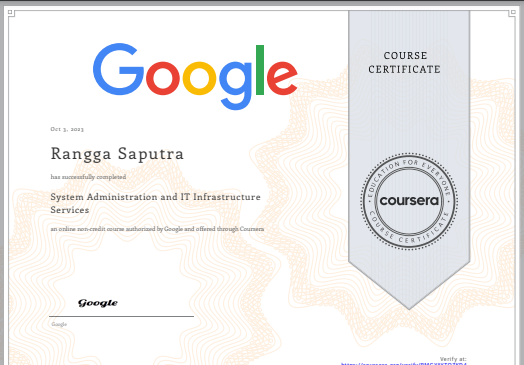 Google
COURSE
CERTIFICATE
Oct 3, 2023
Rangga Saputra
has successfully completed
System Administration and IT Infrastructure
Services
an online non-credit course authorized by Google and offered through Coursera
EDUCATION FOR EVERYONE
coursera
COURSE CERTIFICATE
Google
Google
Verify at: